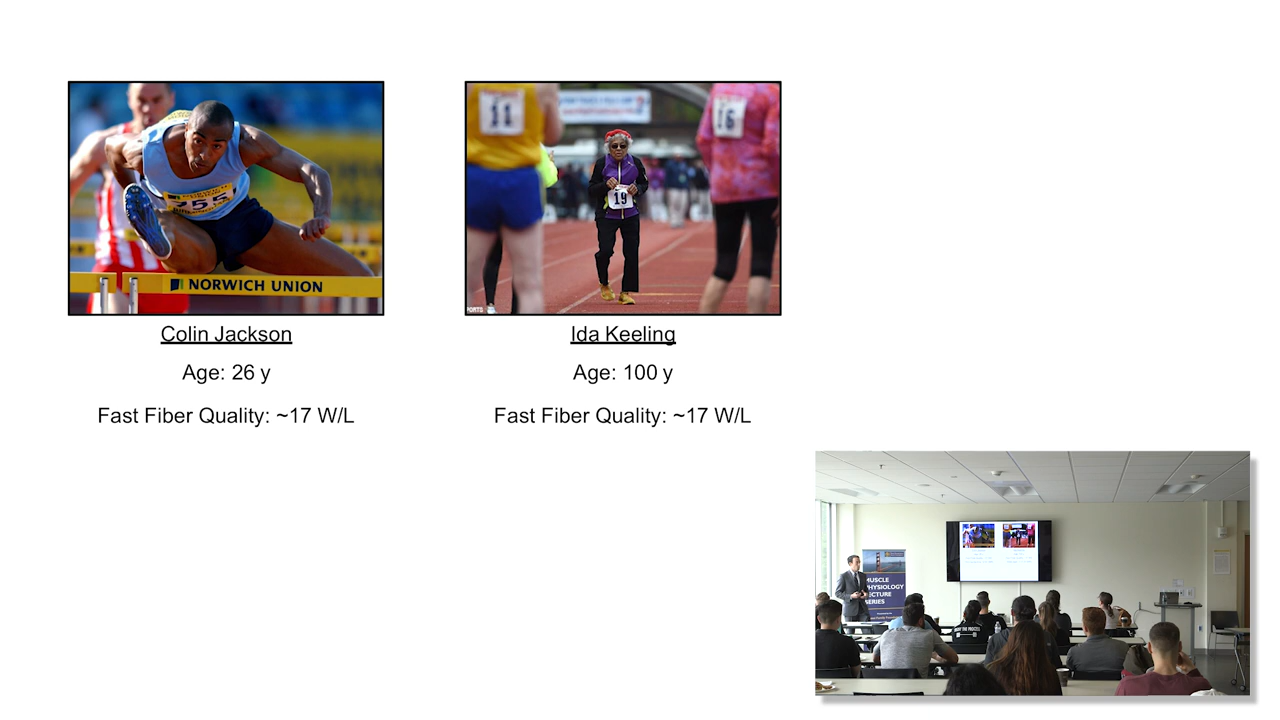 755
NORWICH UNION
11
16
19
Colin Jackson
Age: 26 y
Fast Fiber Quality: ~17 W/L
Ida Keeling
Age: 100 y
Fast Fiber Quality: ~17 W/L
MUSCLE
PHYSIOLOGY
LECTURE
SERIES